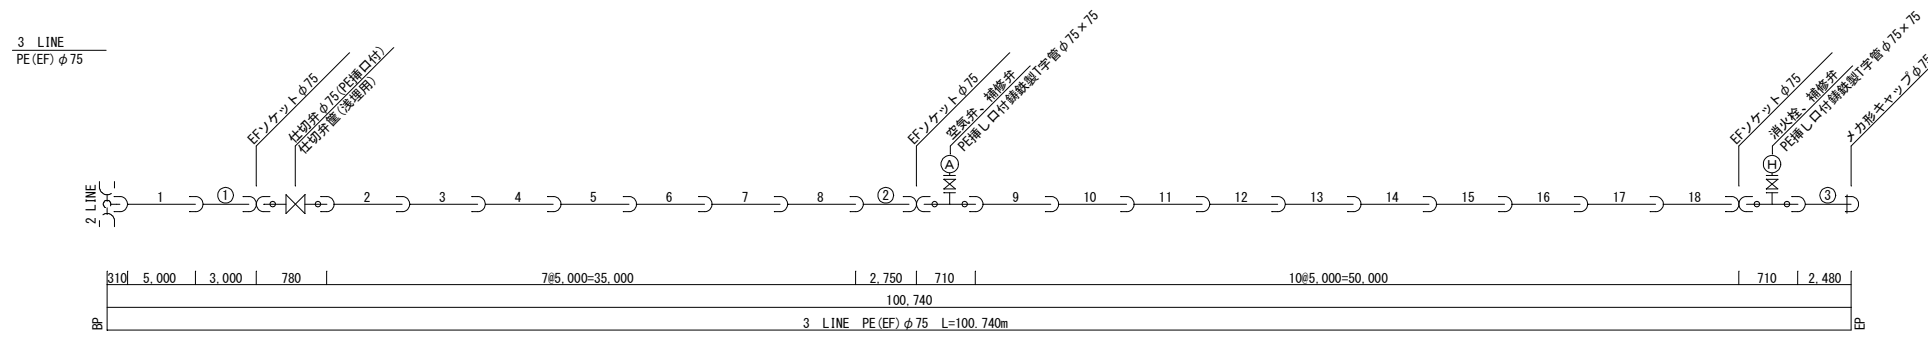 3 LINE
PE(EF)φ75
EFソケットφ75
仕切弁φ75(PE挿口付)
仕切弁筐(浅埋用)
EFソケットφ75
空気弁、補修弁
PE挿し口付鋳鉄製T字管φ75×75
EFソケットφ75
消火栓、補修弁
PE挿し口付鋳鉄製T字管φ75×75
メカ形キャップφ75
A
H
2 LINE
1 ① 2 3 4 5 6 7 8 ② 9 10 11 12 13 14 15 16 17 18 ③
310 5,000 3,000 780 7@5,000=35,000 2,750 710 10@5,000=50,000 710 2,480
100,740
BP 3 LINE PE(EF)φ75 L=100.740m EP